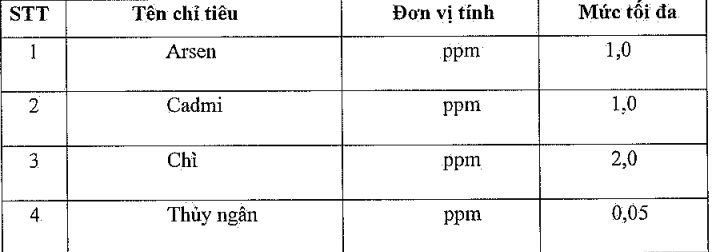 STT Tên chỉ tiêu Đơn vị tính Mức tối đa
1 Arsen ppm 1,0
2 Cadmi ppm 1,0
3 Chì ppm 2,0
4 Thủy ngân ppm 0,05